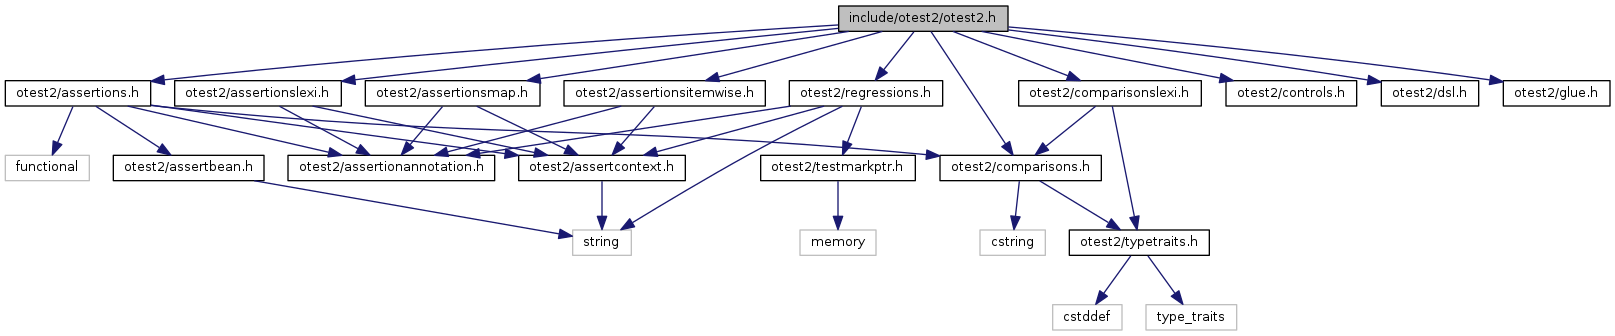 include/otest2/otest2.h
otest2/assertions.h
otest2/assertionslexi.h
otest2/assertionsmap.h
otest2/assertionsitemwise.h
otest2/regressions.h
otest2/comparisonslexi.h
otest2/controls.h
otest2/dsl.h
otest2/glue.h
functional
otest2/assertbean.h
otest2/assertionannotation.h
otest2/assertcontext.h
otest2/testmarkptr.h
otest2/comparisons.h
string
memory
cstring
otest2/typetraits.h
cstddef
type_traits